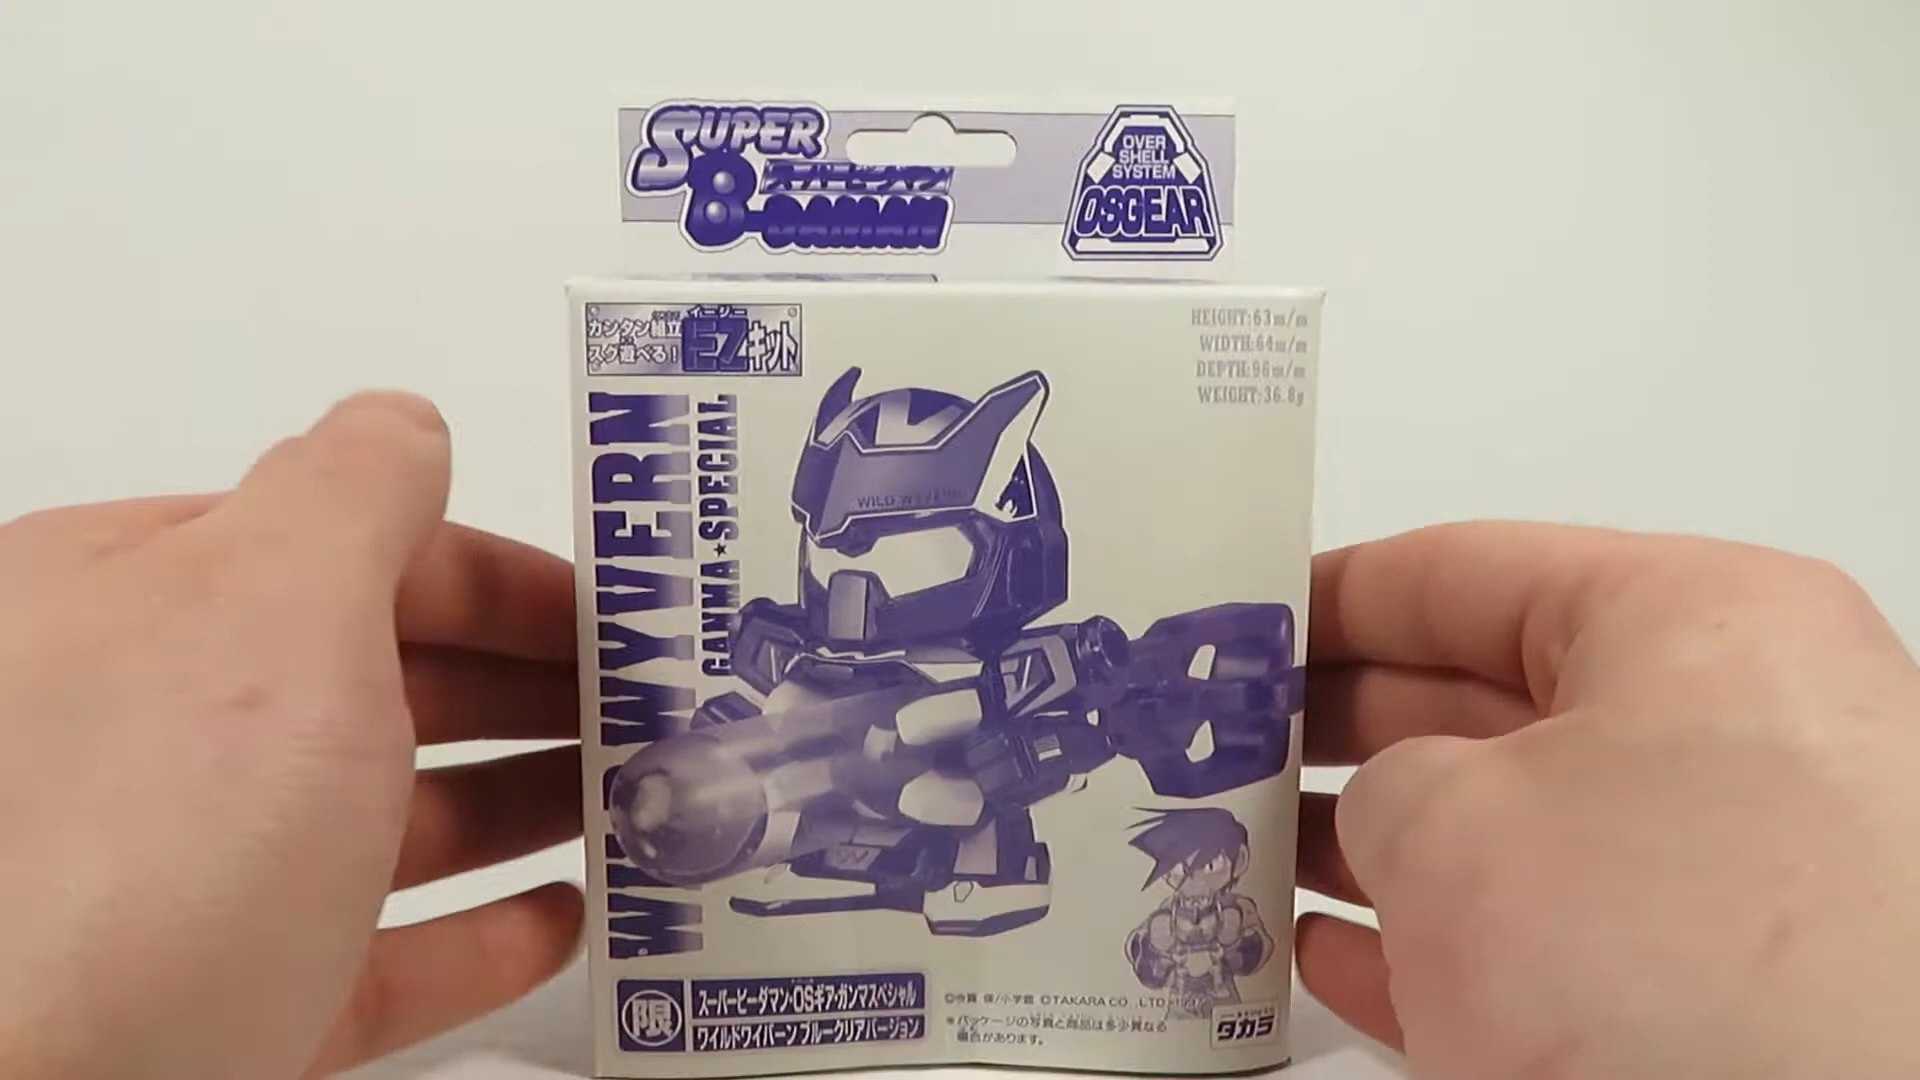 SUPER
スーパービーダマン
B-DAMAN
OVER
SHELL
SYSTEM
OSGEAR
カンタン組立
スグ遊べる!
イージー
EZキット
HEIGHT:63m/m
WIDTH:64m/m
DEPTH:96m/m
WEIGHT:36.8g
WILD WYVERN
GAMMA★SPECIAL
WILD WYVERN
限
スーパービーダマン・OSギア・ガンマスペシャル
ワイルドワイバーン ブルークリアバージョン
©今賀 俊/小学館 ©TAKARA CO.,LTD.1997
※パッケージの写真と商品は多少異なる
場合があります。
タカラ